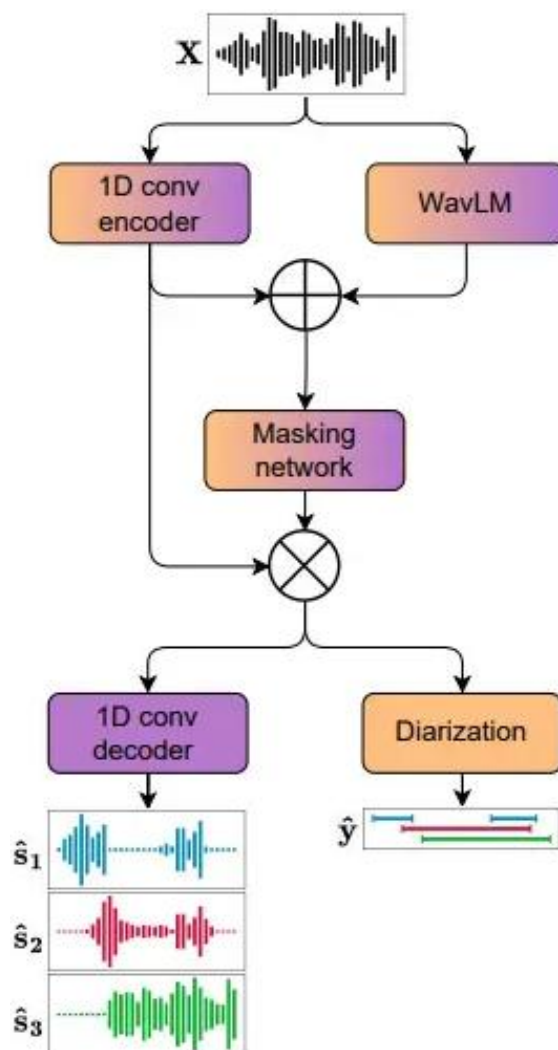 X
1D conv
encoder
WavLM
Masking
network
1D conv
decoder
Diarization
ŝ₁
ŷ
ŝ₂
ŝ₃